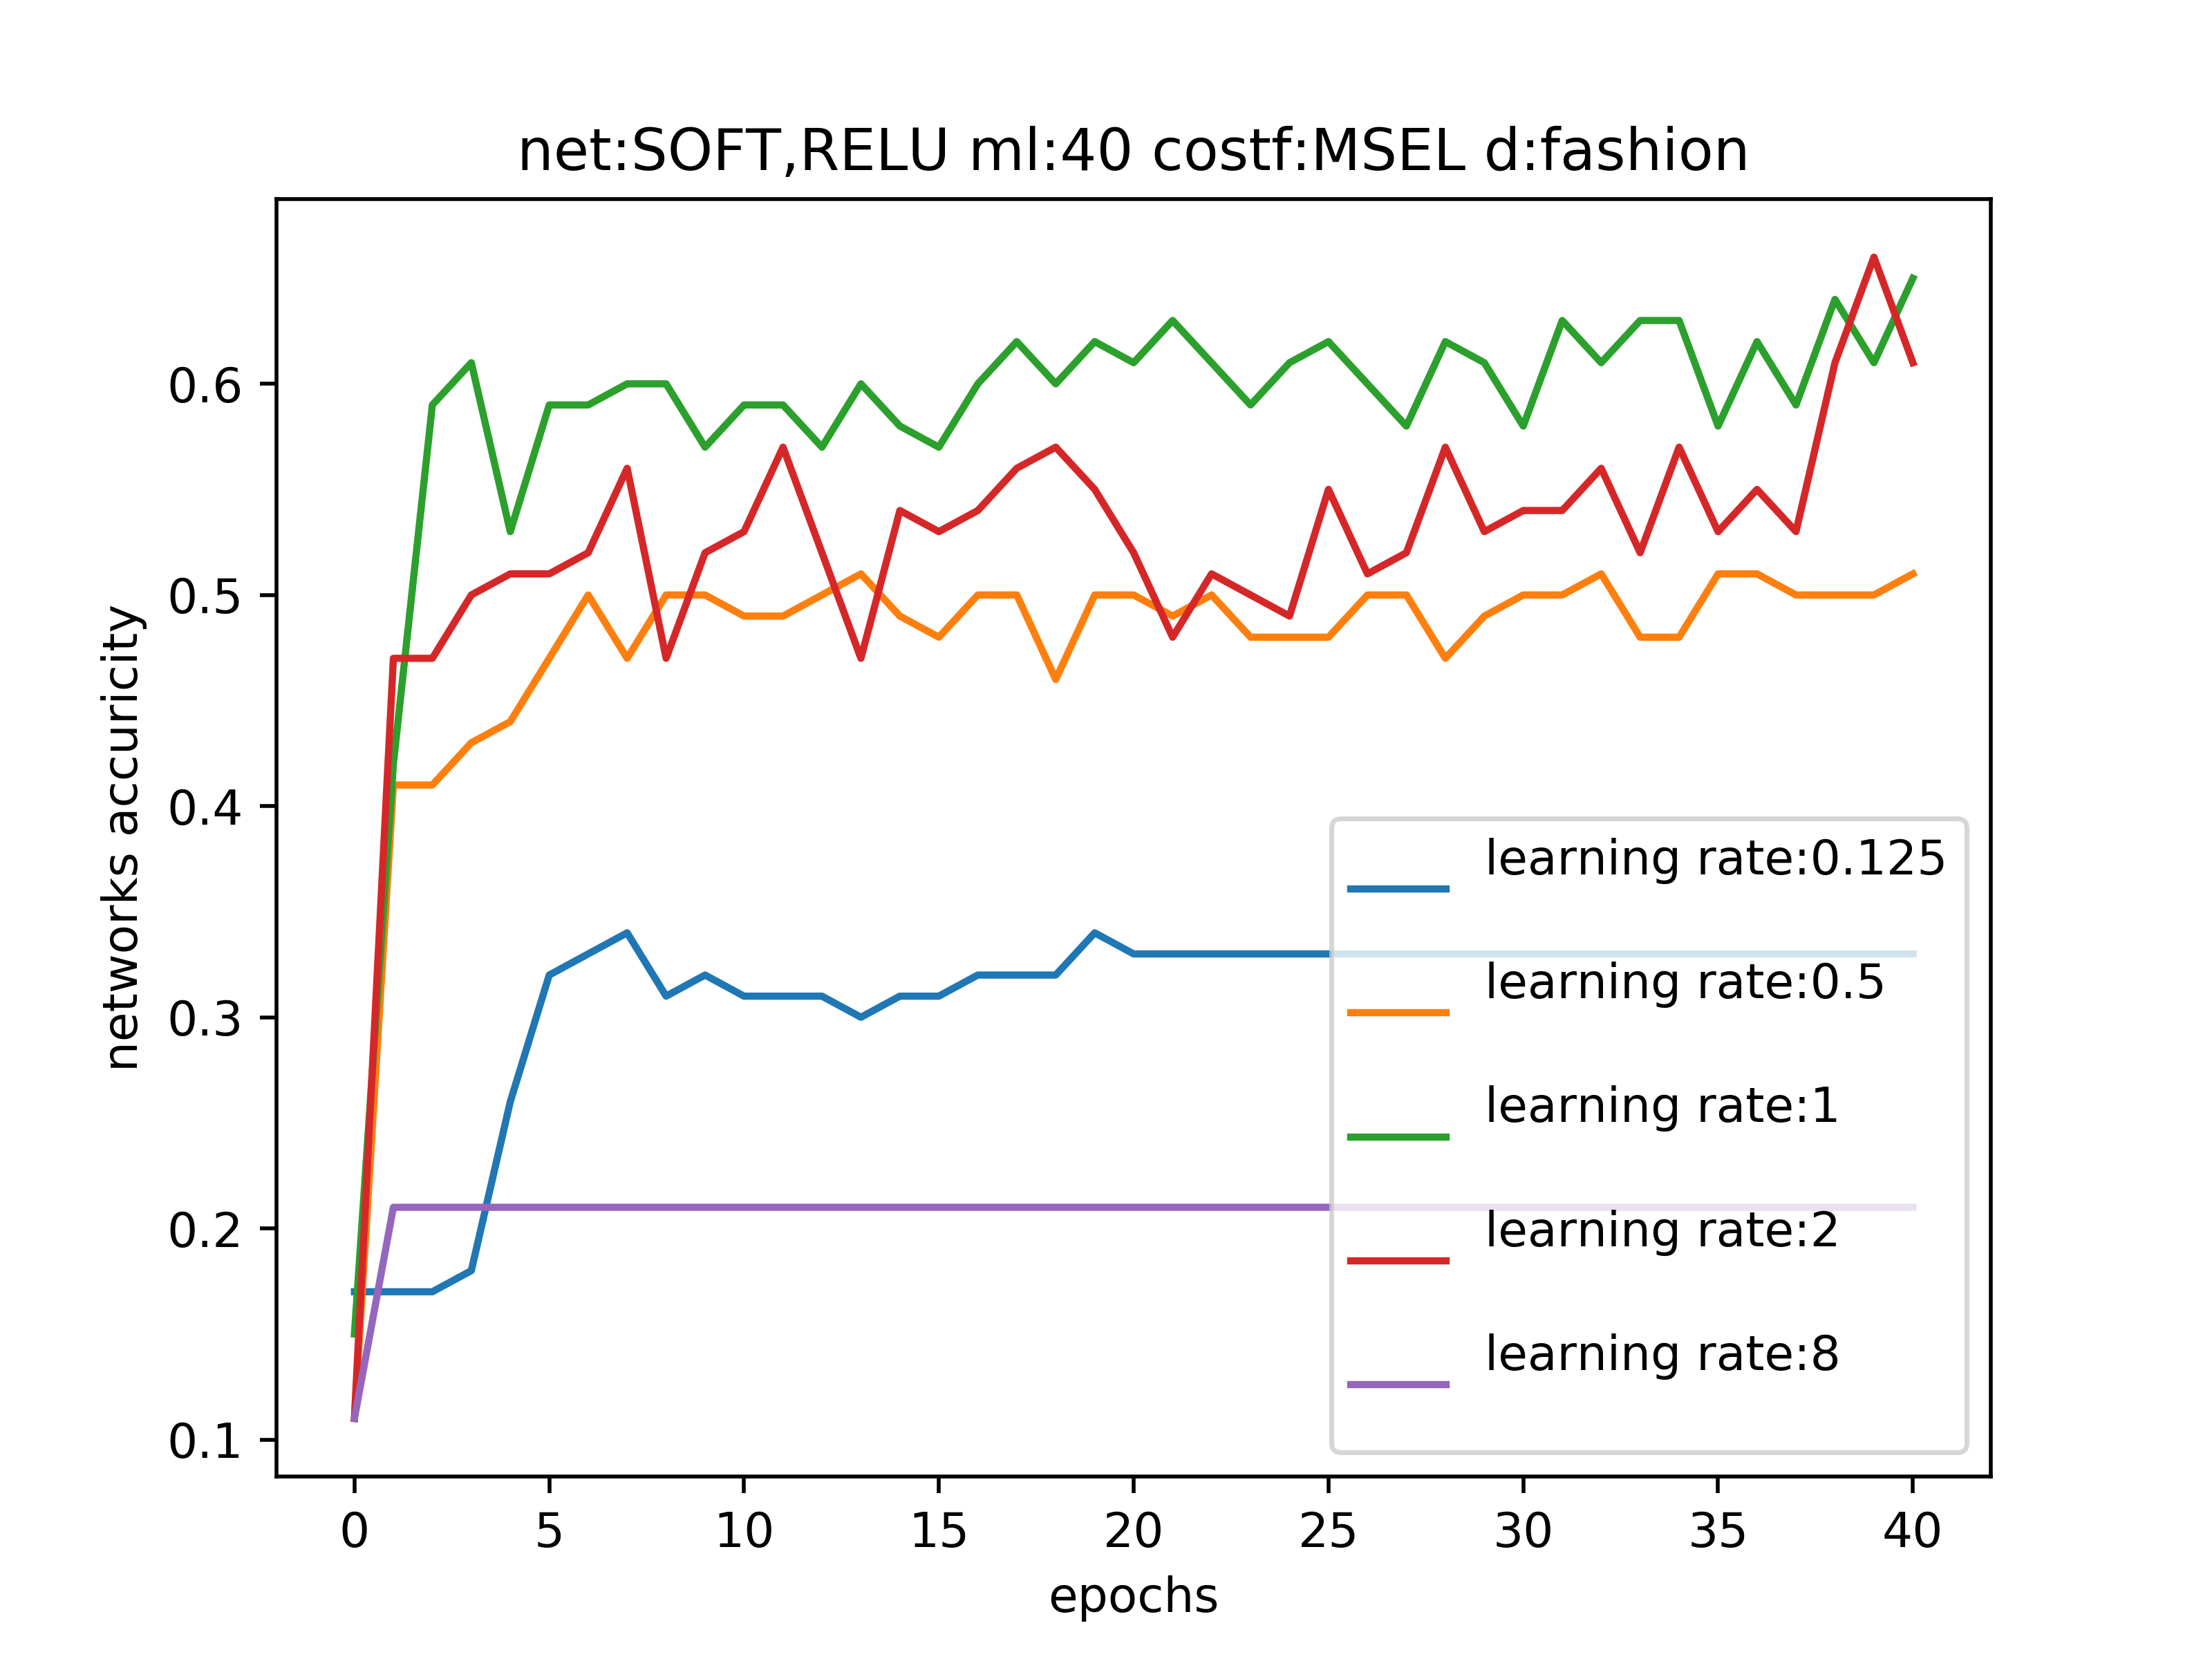 net:SOFT,RELU ml:40 costf:MSEL d:fashion
networks accuricity
0.6
0.5
0.4
0.3
0.2
0.1
learning rate:0.125
learning rate:0.5
learning rate:1
learning rate:2
learning rate:8
0 5 10 15 20 25 30 35 40
epochs